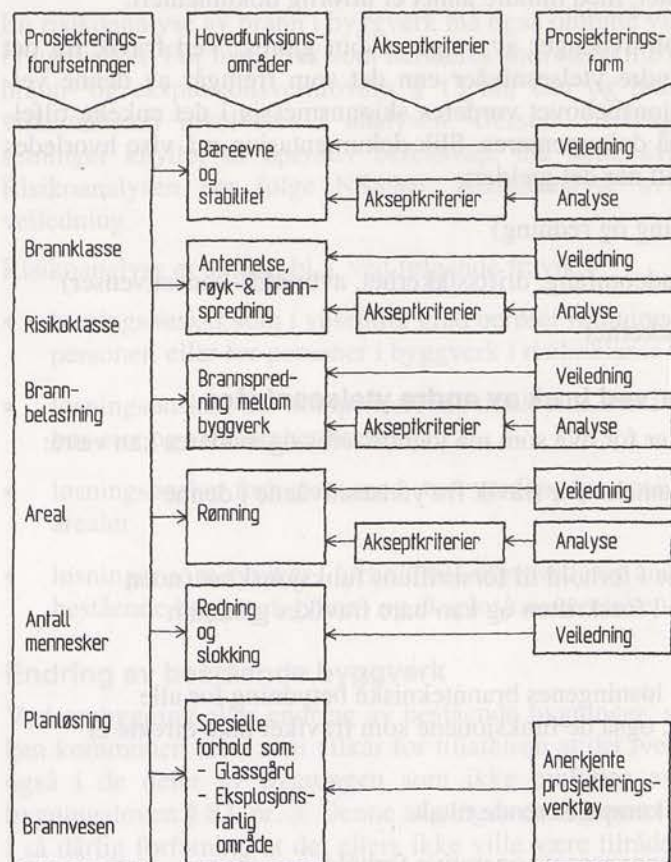 Prosjekterings-
forutsetnnger
Hovedfunksjons-
områder
Akseptkriterier
Prosjekterings-
form
Brannklasse
Risikoklasse
Brann-
belastning
Areal
Antall
mennesker
Planløsning
Brannvesen
Bæreevne
og
stabilitet
Akseptkriterier
Veiledning
Analyse
Antennelse,
røyk-& brann-
spredning
Akseptkriterier
Veiledning
Analyse
Brannspred-
ning mellom
byggverk
Akseptkriterier
Veiledning
Analyse
Rømning
Akseptkriterier
Veiledning
Analyse
Redning
og
slokking
Veiledning
Spesielle
forhold som:
- Glassgård
- Eksplosjons-
farlig
område
Anerkjente
prosjekterings-
verktøy